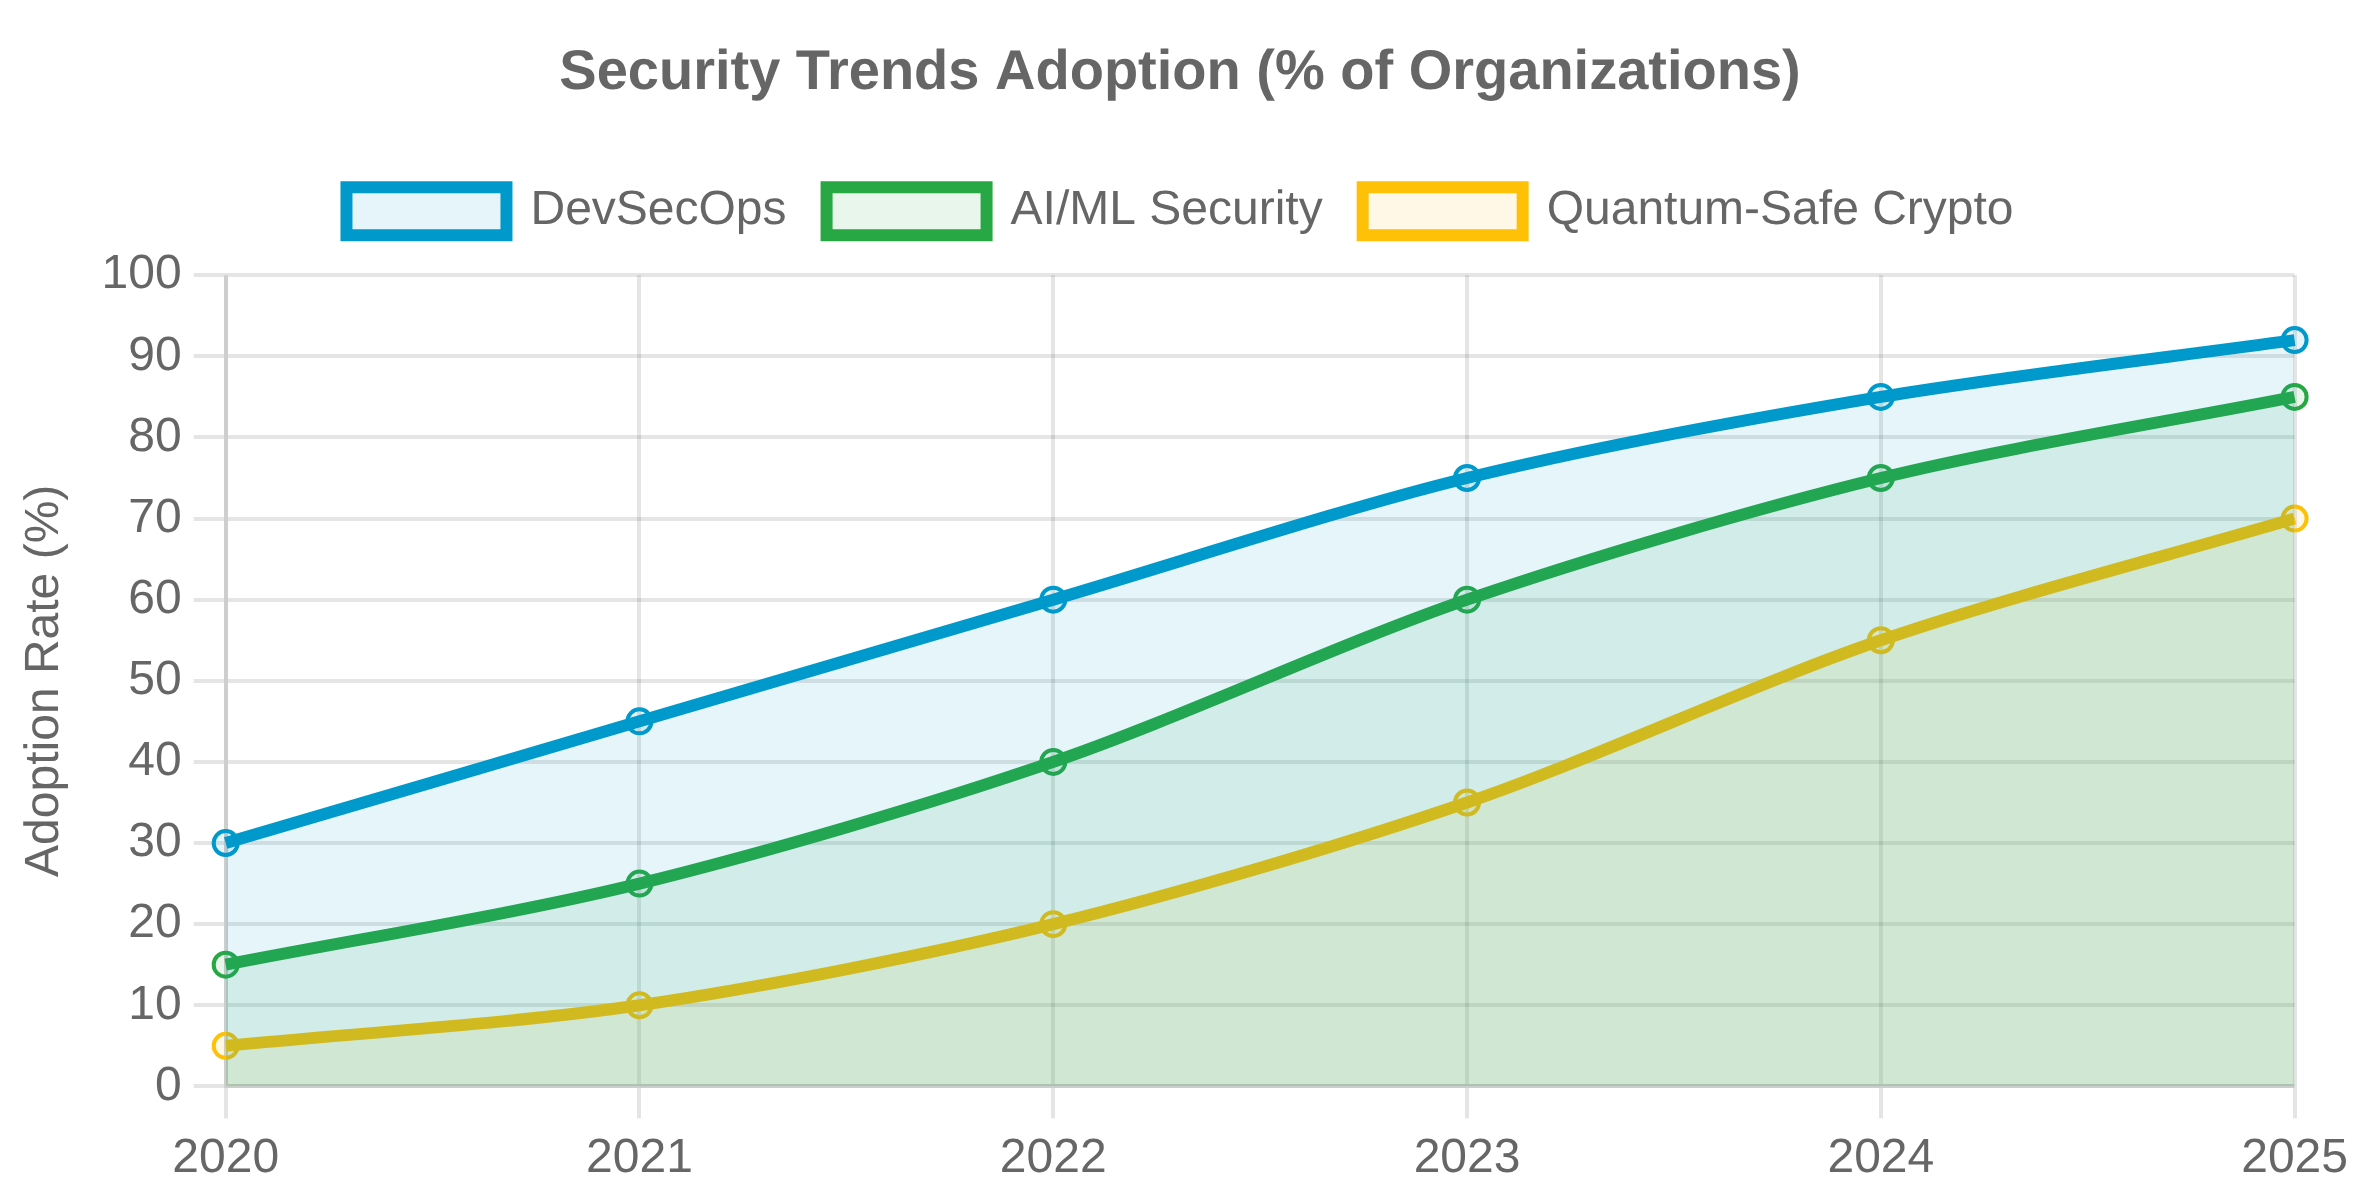 Security Trends Adoption (% of Organizations)
DevSecOps AI/ML Security Quantum-Safe Crypto
Adoption Rate (%)
100
90
80
70
60
50
40
30
20
10
0
2020 2021 2022 2023 2024 2025